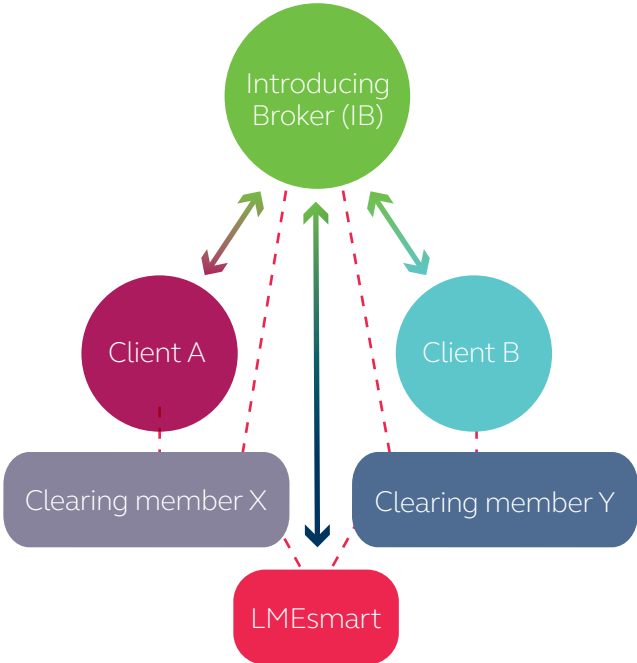 Introducing
Broker (IB)
Client A
Client B
Clearing member X
Clearing member Y
LMEsmart